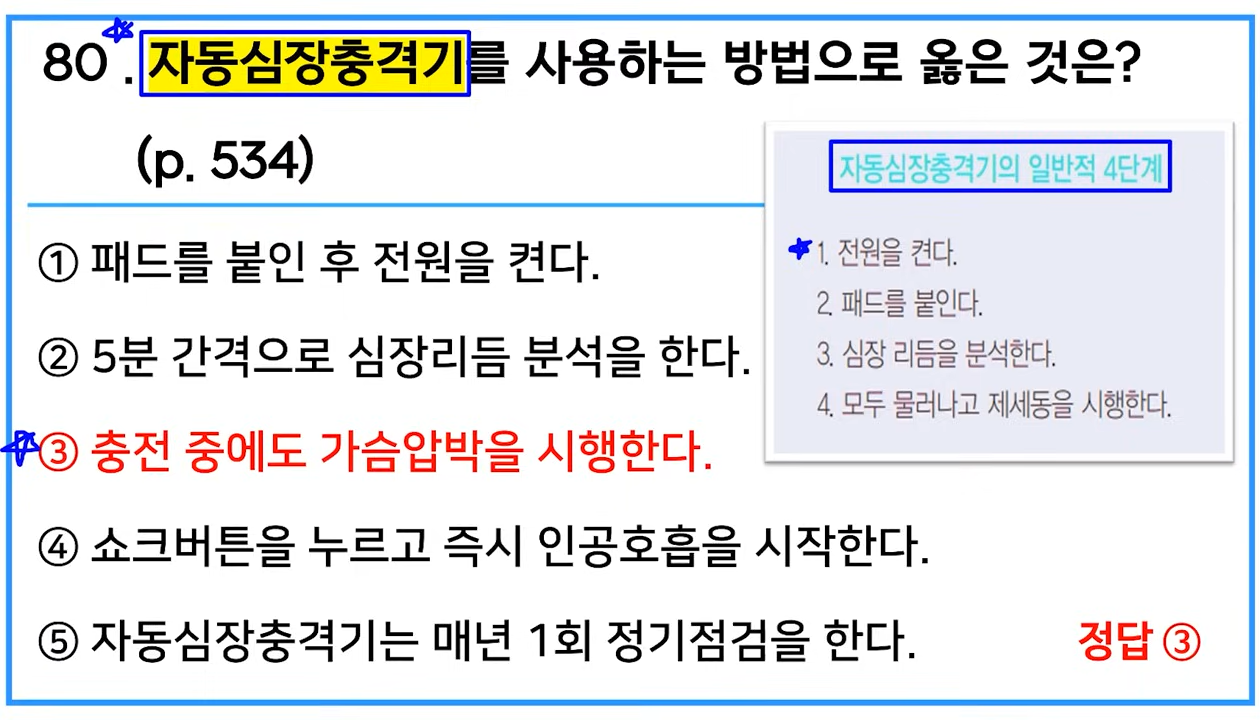 80. 자동심장충격기를 사용하는 방법으로 옳은 것은?
(p. 534)
자동심장충격기의 일반적 4단계
1. 전원을 켠다.
2. 패드를 붙인다.
3. 심장 리듬을 분석한다.
4. 모두 물러나고 제세동을 시행한다.
① 패드를 붙인 후 전원을 켠다.
② 5분 간격으로 심장리듬 분석을 한다.
③ 충전 중에도 가슴압박을 시행한다.
④ 쇼크버튼을 누르고 즉시 인공호흡을 시작한다.
⑤ 자동심장충격기는 매년 1회 정기점검을 한다.
정답 ③